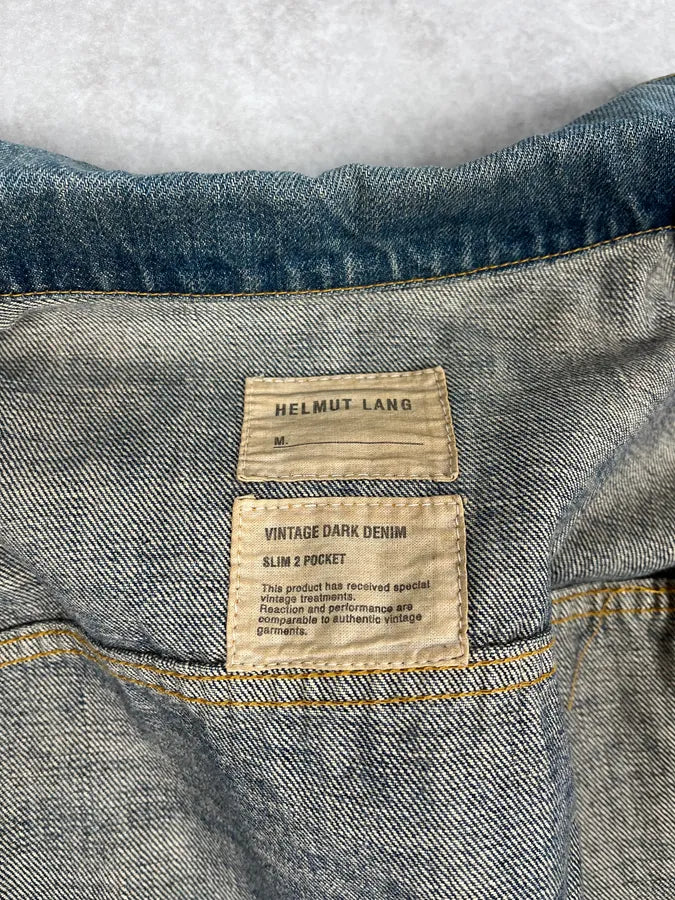 HELMUT LANG
M.
VINTAGE DARK DENIM
SLIM 2 POCKET
This product has received special
vintage treatments.
Reaction and performance are
comparable to authentic vintage
garments.